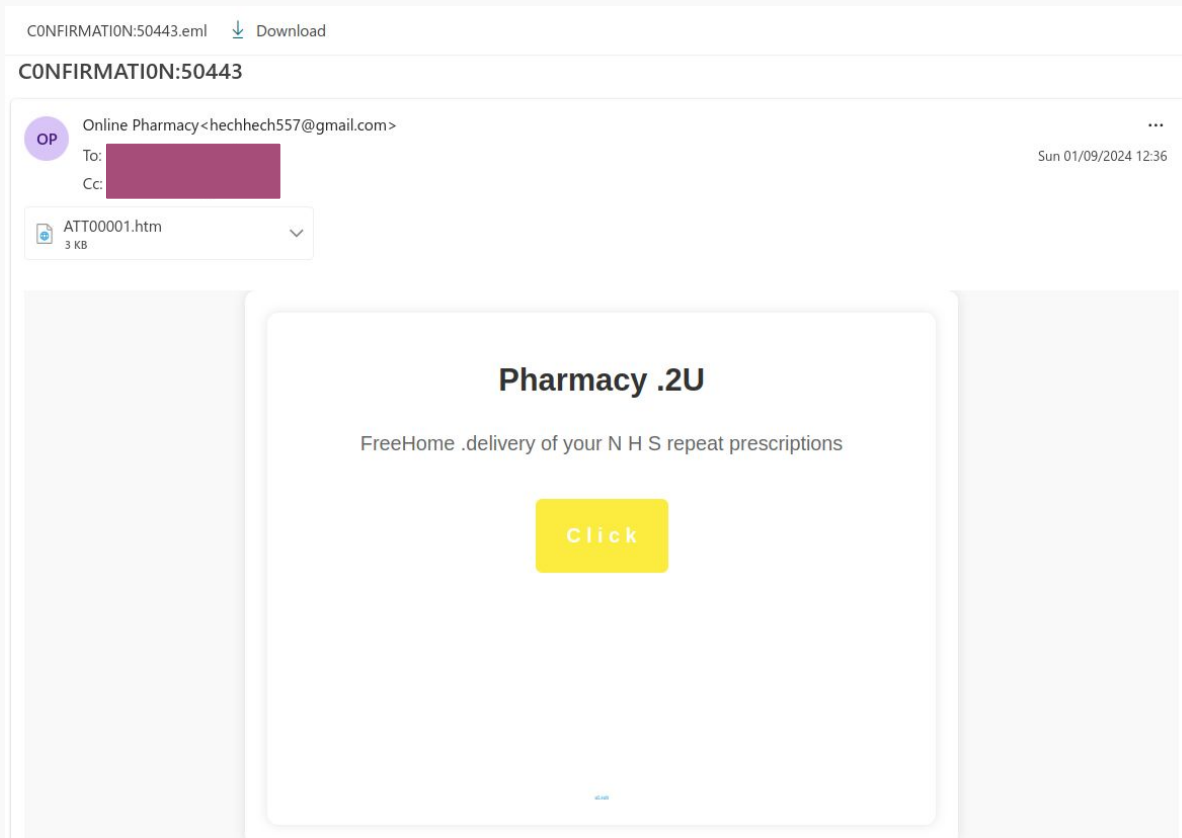 C0NFIRMATI0N:50443.eml Download
C0NFIRMATI0N:50443
OP
Online Pharmacy<hechhech557@gmail.com>
To:
Sun 01/09/2024 12:36
Cc:
ATT00001.htm
3 KB
Pharmacy .2U
FreeHome .delivery of your N H S repeat prescriptions
C l i c k